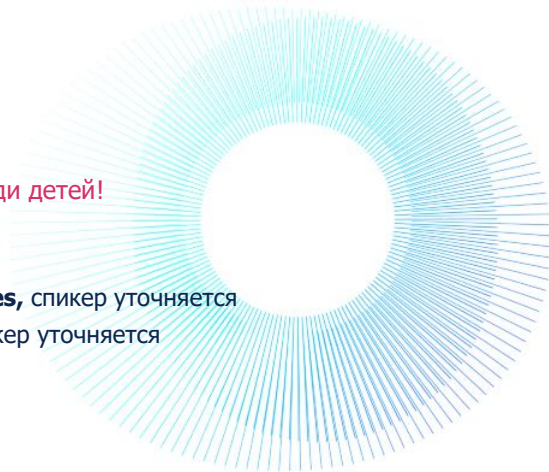 ди детей!
es, спикер уточняется
кер уточняется